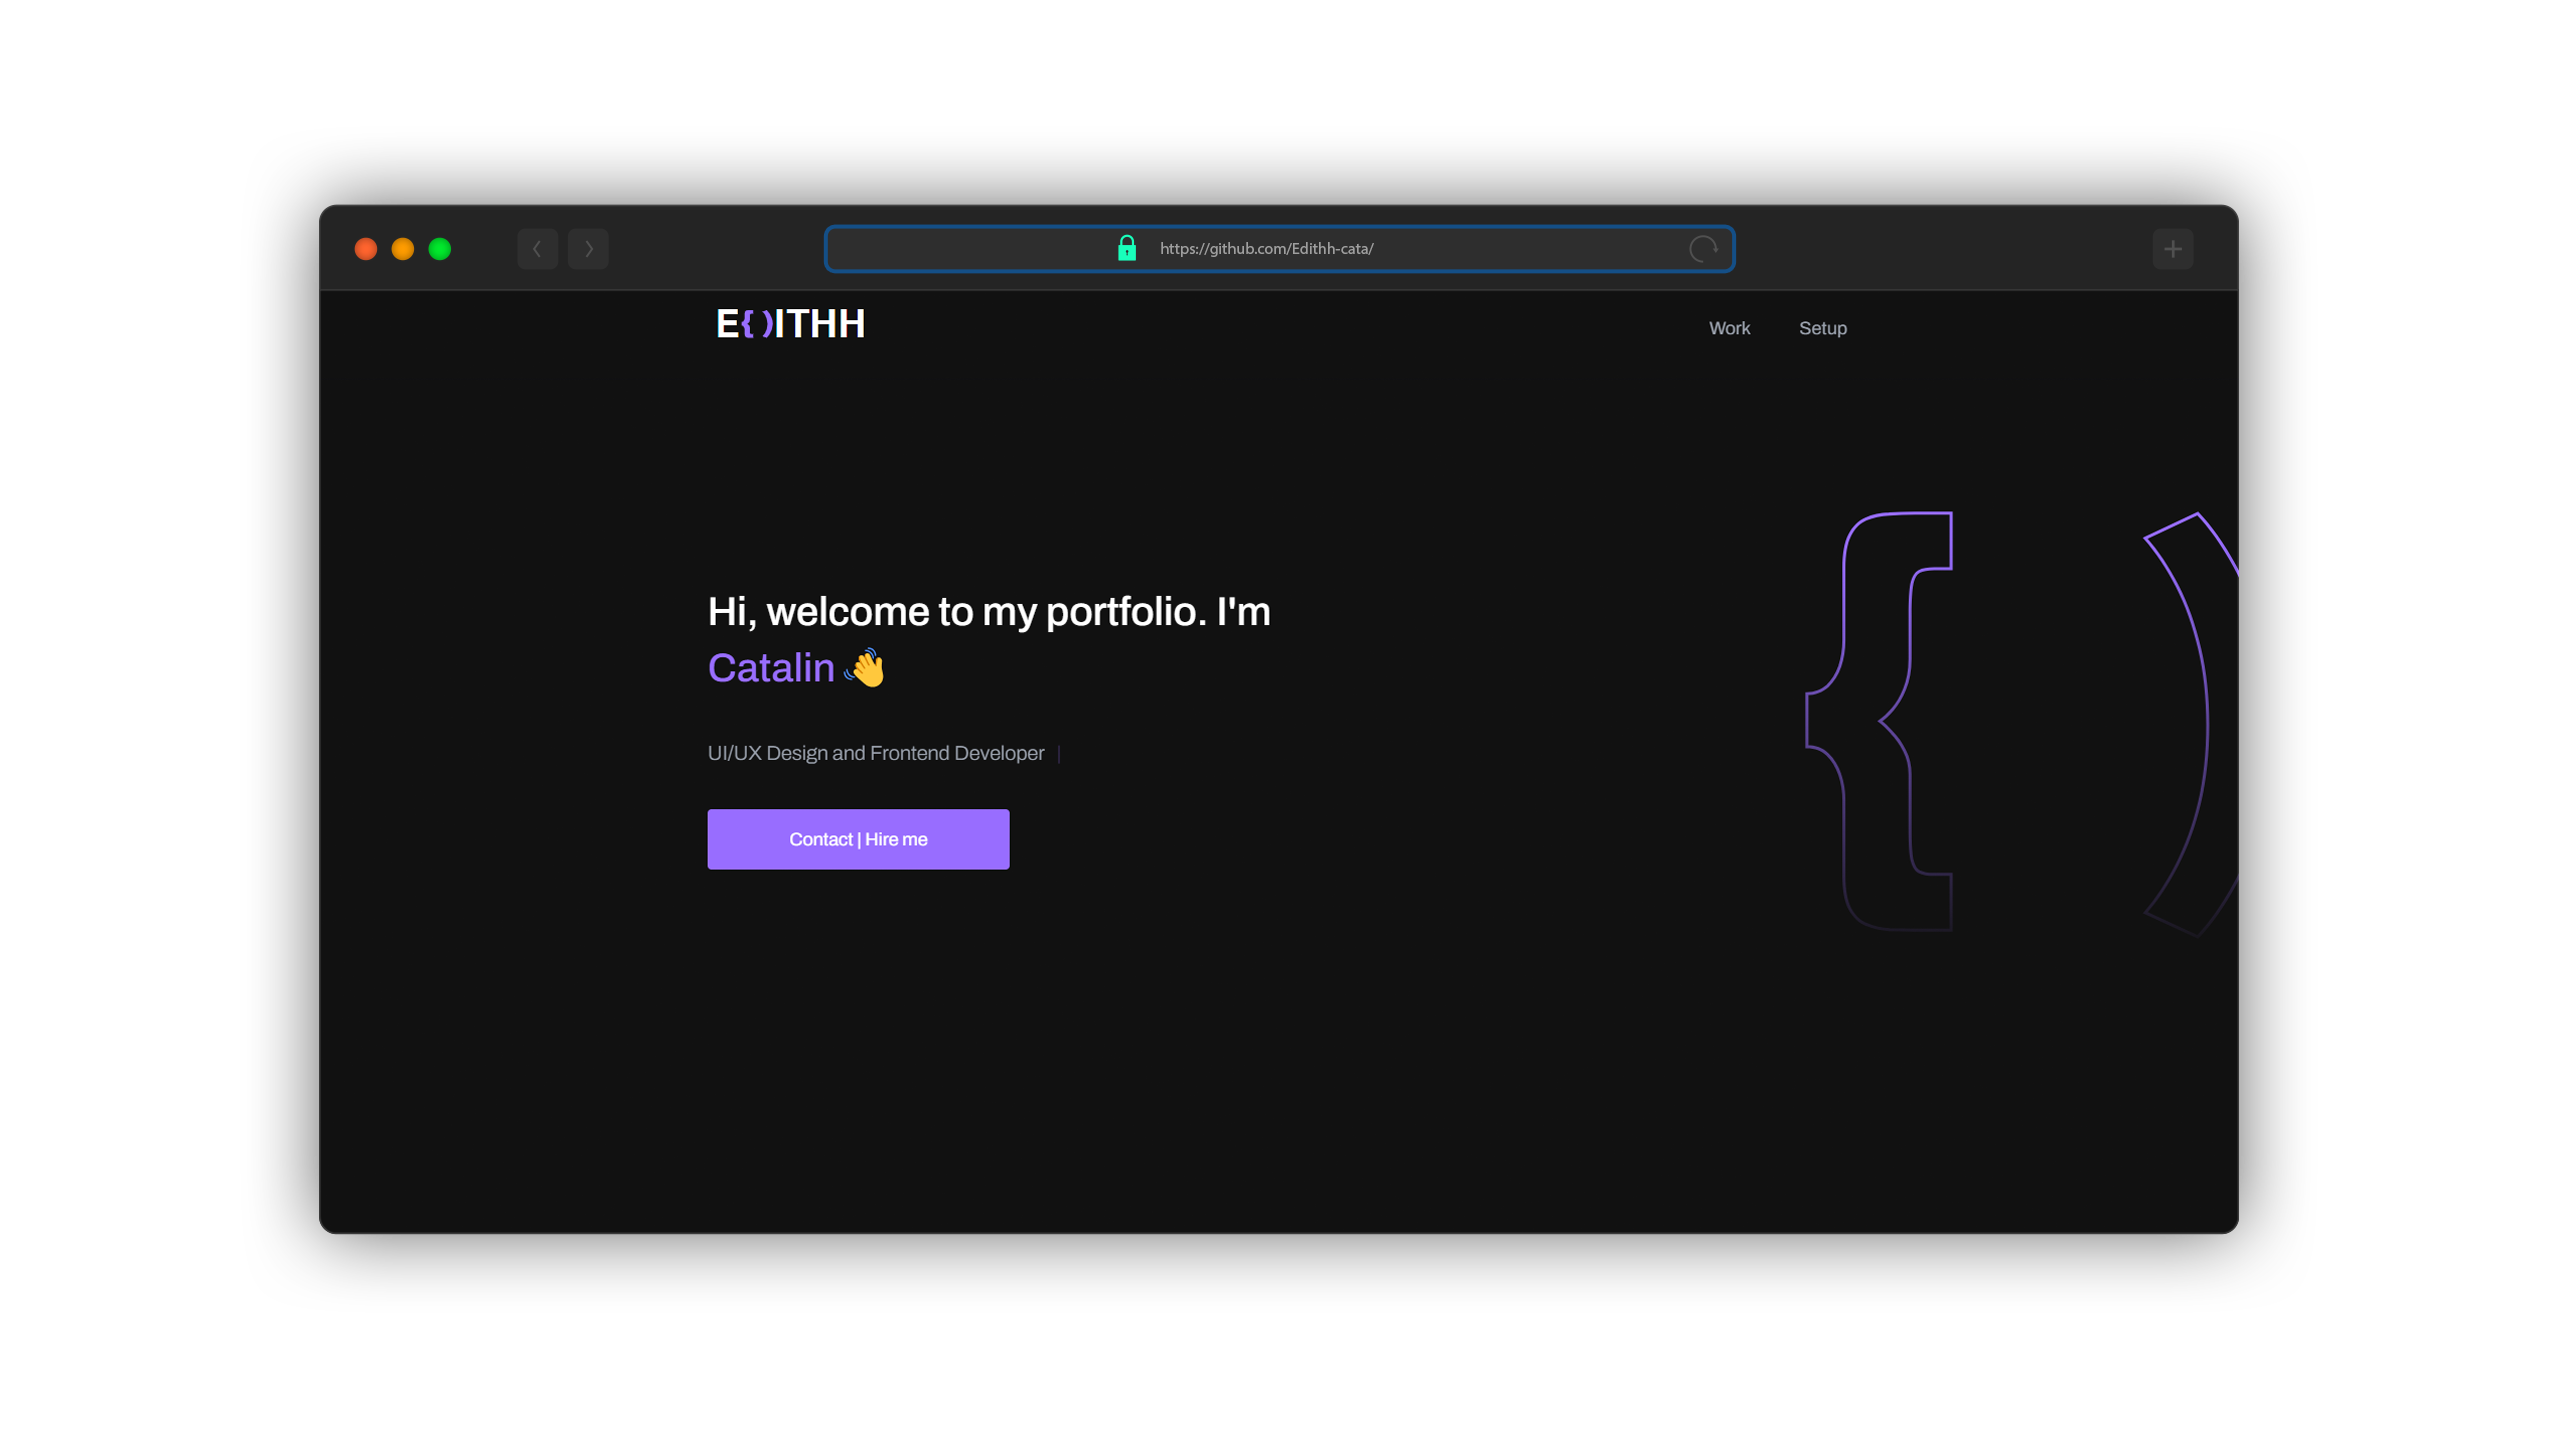 https://github.com/Edithh-cata/
E{ )ITHH
Work
Setup
Hi, welcome to my portfolio. I'm
Catalin 👋
UI/UX Design and Frontend Developer |
Contact | Hire me
{ )